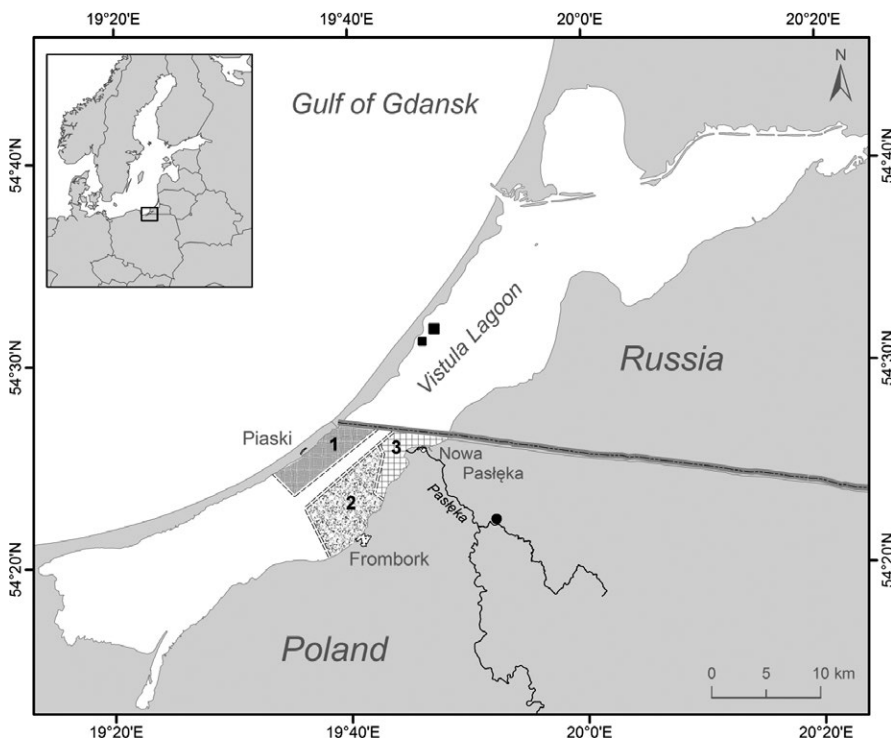 19°20'E
19°40'E
20°0'E
20°20'E
N
Gulf of Gdansk
54°40'N
54°40'N
Vistula Lagoon
54°30'N
54°30'N
Russia
Piaski
1
3
Nowa
Pasłęka
2
Pasłęka
Frombork
54°20'N
54°20'N
Poland
0 5 10 km
19°20'E
19°40'E
20°0'E
20°20'E